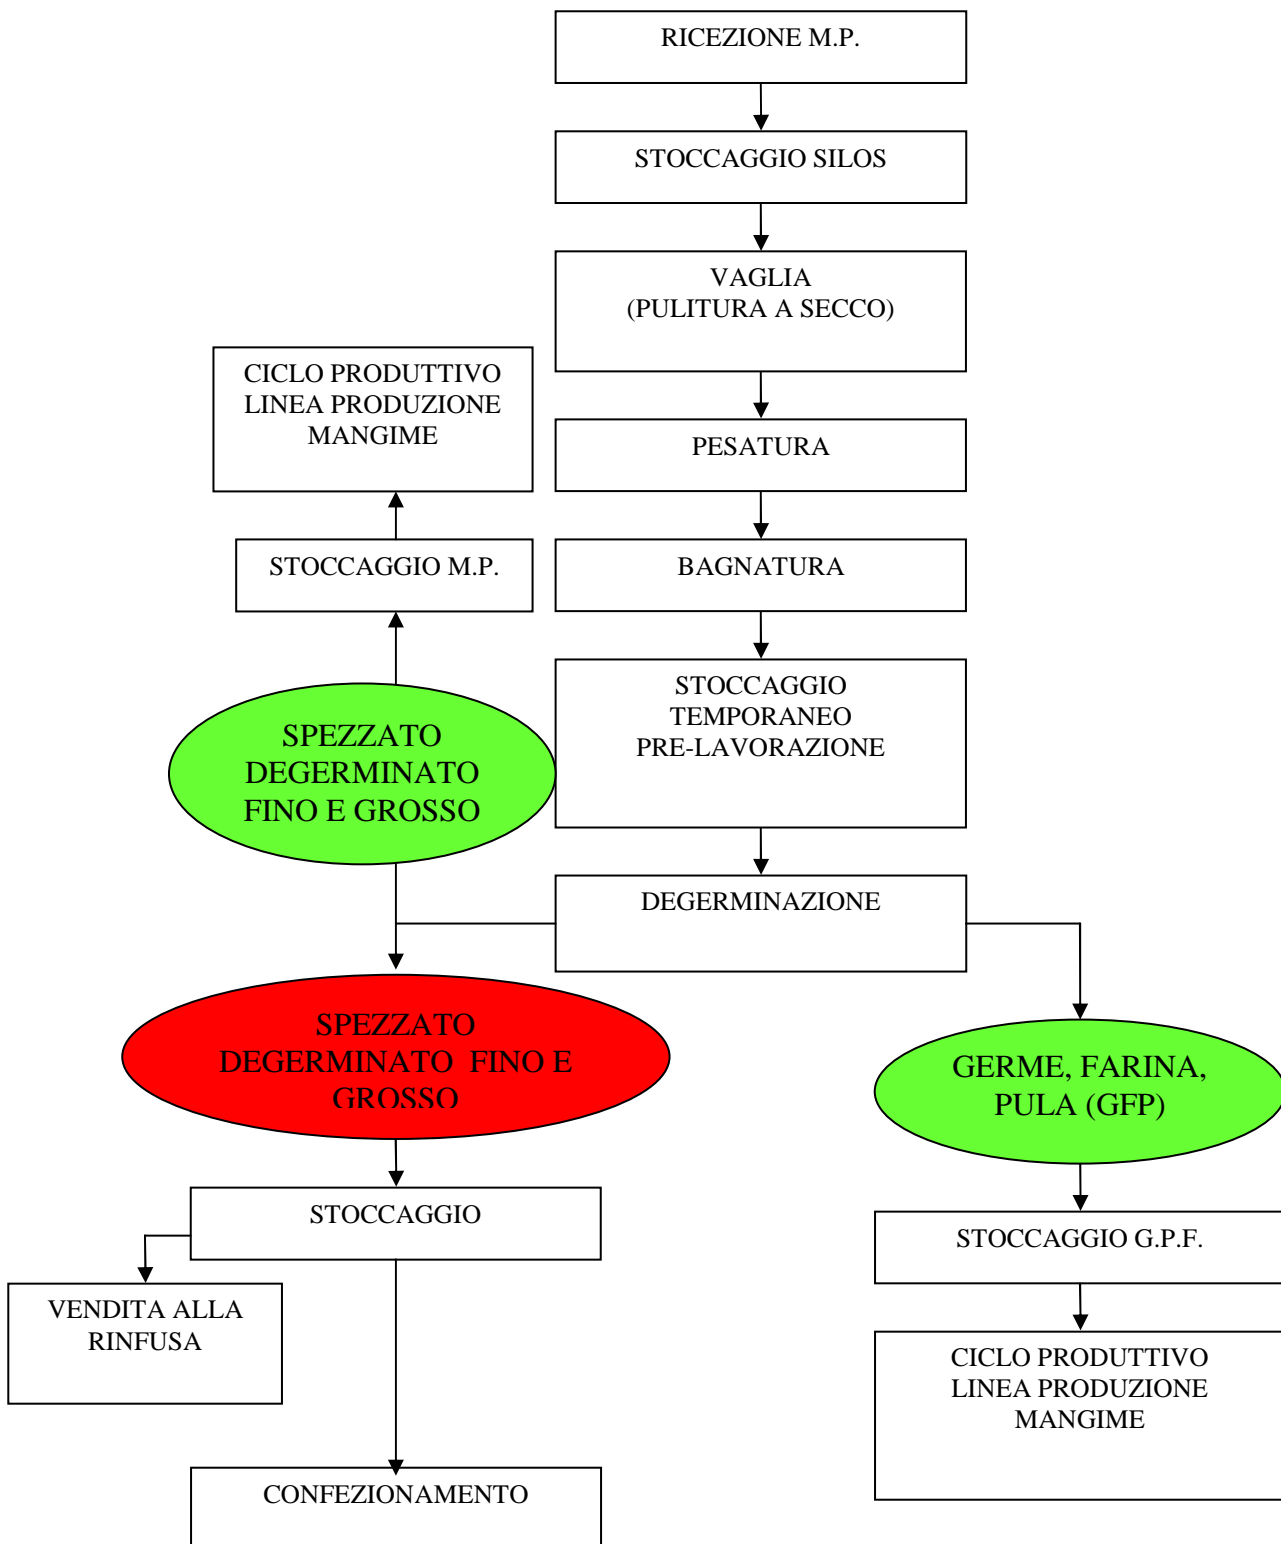 RICEZIONE M.P.
STOCCAGGIO SILOS
VAGLIA
(PULITURA A SECCO)
CICLO PRODUTTIVO
LINEA PRODUZIONE
MANGIME
PESATURA
STOCCAGGIO M.P.
BAGNATURA
STOCCAGGIO
TEMPORANEO
PRE-LAVORAZIONE
SPEZZATO
DEGERMINATO
FINO E GROSSO
DEGERMINAZIONE
SPEZZATO
DEGERMINATO FINO E
GROSSO
GERME, FARINA,
PULA (GFP)
STOCCAGGIO
STOCCAGGIO G.P.F.
VENDITA ALLA
RINFUSA
CICLO PRODUTTIVO
LINEA PRODUZIONE
MANGIME
CONFEZIONAMENTO